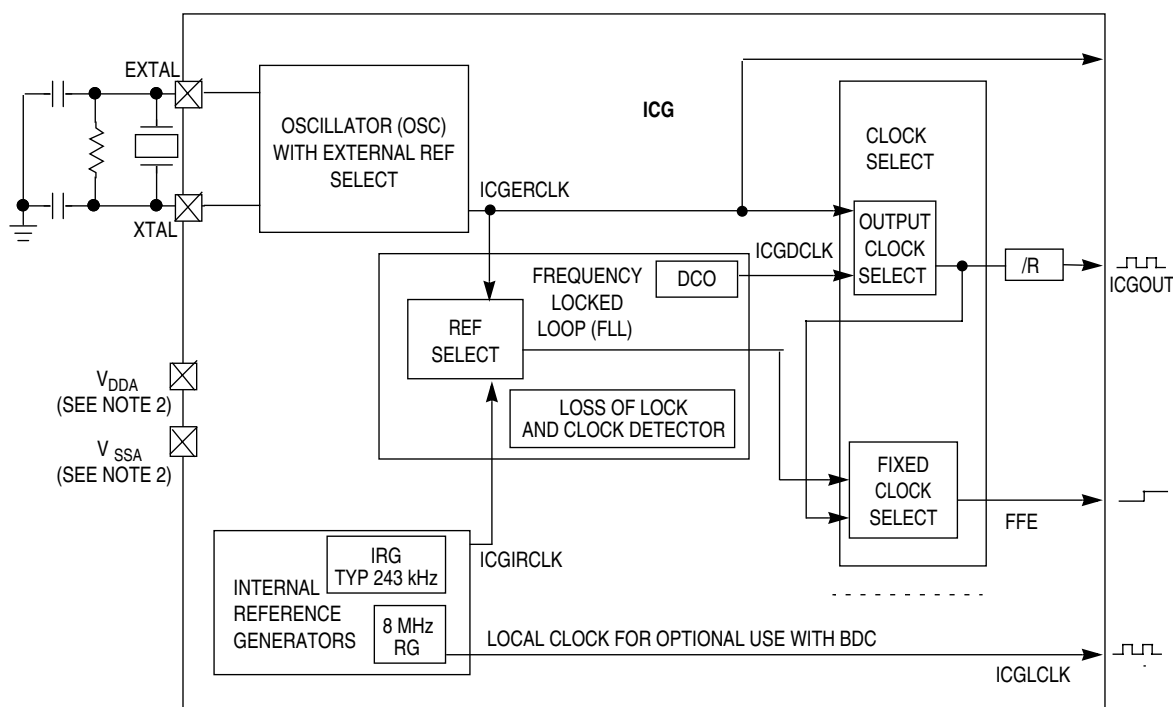 EXTAL
OSCILLATOR (OSC)
WITH EXTERNAL REF
SELECT
XTAL
ICG
ICGERCLK
CLOCK
SELECT
OUTPUT
CLOCK
SELECT
/R
ICGOUT
ICGDCLK
FREQUENCY
LOCKED
LOOP (FLL)
DCO
REF
SELECT
LOSS OF LOCK
AND CLOCK DETECTOR
VDDA
(SEE NOTE 2)
V SSA
(SEE NOTE 2)
FIXED
CLOCK
SELECT
FFE
ICGIRCLK
IRG
TYP 243 kHz
INTERNAL
REFERENCE
GENERATORS
8 MHz
RG
LOCAL CLOCK FOR OPTIONAL USE WITH BDC
ICGLCLK